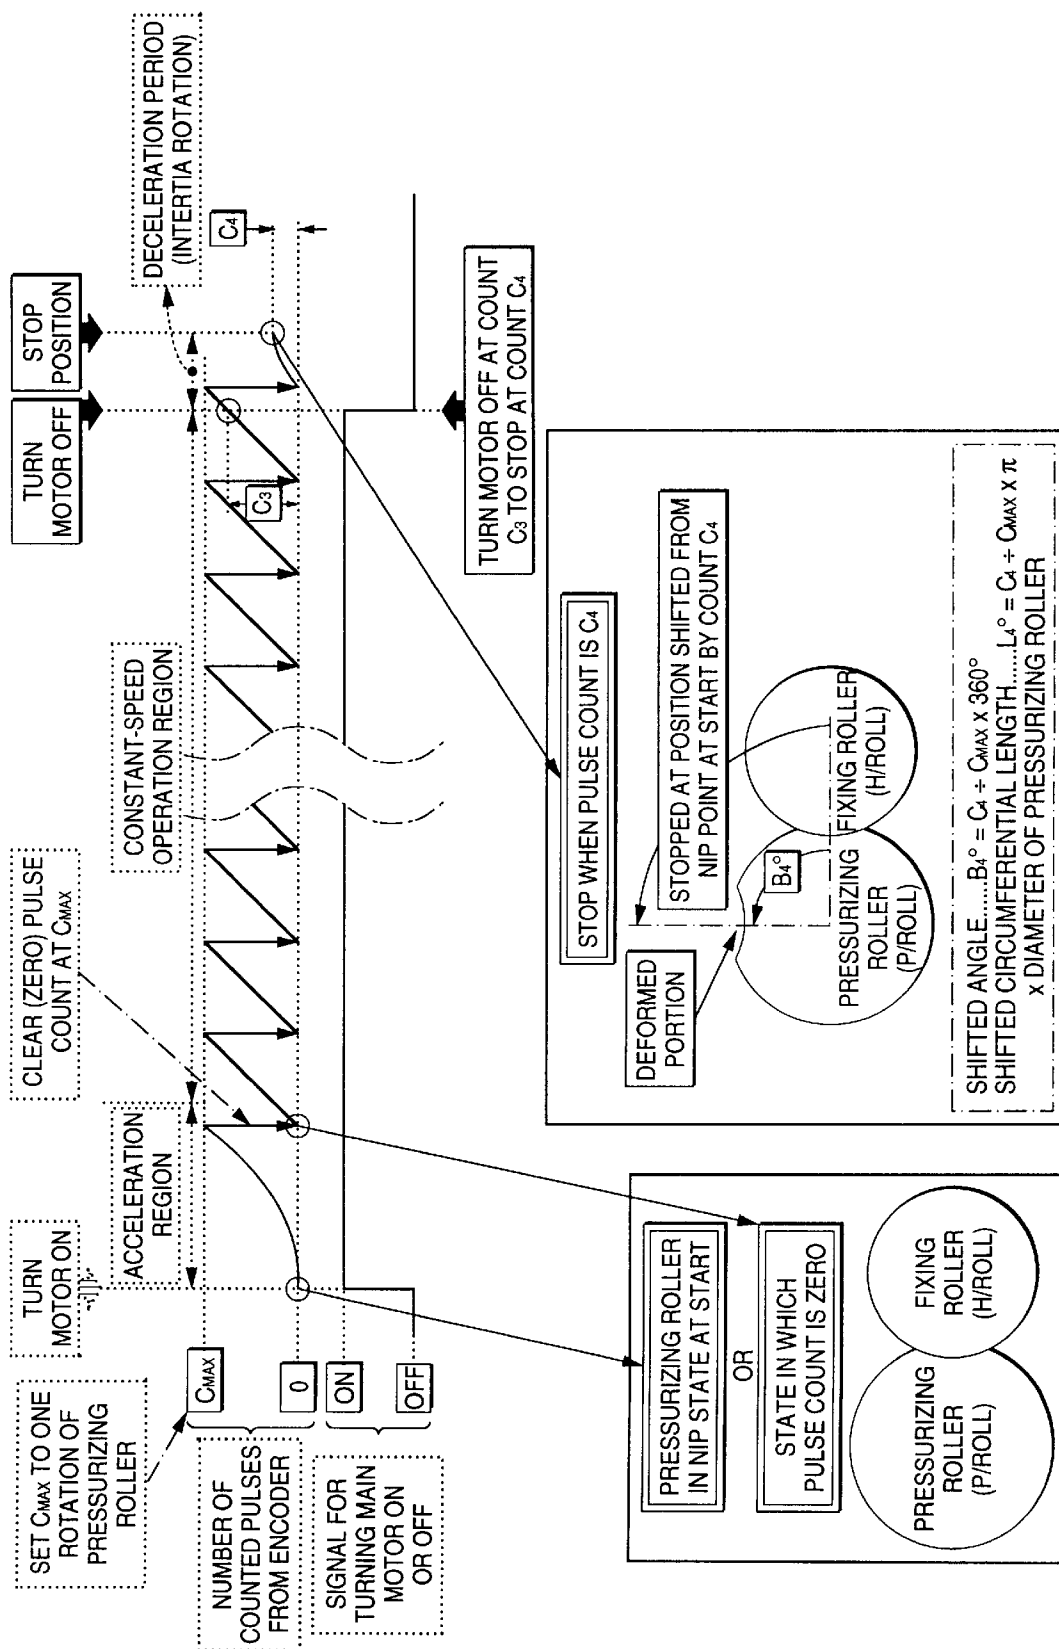 SET CMAX TO ONE
ROTATION OF
PRESSURIZING
ROLLER
TURN
MOTOR ON
ACCELERATION
REGION
CLEAR (ZERO) PULSE
COUNT AT CMAX
CONSTANT-SPEED
OPERATION REGION
TURN
MOTOR OFF
STOP
POSITION
DECELERATION PERIOD
(INTERTIA ROTATION)
CMAX
0
NUMBER OF
COUNTED PULSES
FROM ENCODER
C3
C4
ON
OFF
SIGNAL FOR
TURNING MAIN
MOTOR ON
OR OFF
TURN MOTOR OFF AT COUNT
C3 TO STOP AT COUNT C4
PRESSURIZING ROLLER
IN NIP STATE AT START
OR
STATE IN WHICH
PULSE COUNT IS ZERO
PRESSURIZING
ROLLER
(P/ROLL)
FIXING
ROLLER
(H/ROLL)
STOP WHEN PULSE COUNT IS C4
STOPPED AT POSITION SHIFTED FROM
NIP POINT AT START BY COUNT C4
DEFORMED
PORTION
B4°
PRESSURIZING
ROLLER
(P/ROLL)
FIXING ROLLER
(H/ROLL)
SHIFTED ANGLE......B4° = C4 ÷ CMAX x 360°
SHIFTED CIRCUMFERENTIAL LENGTH......L4° = C4 ÷ CMAX x π
x DIAMETER OF PRESSURIZING ROLLER